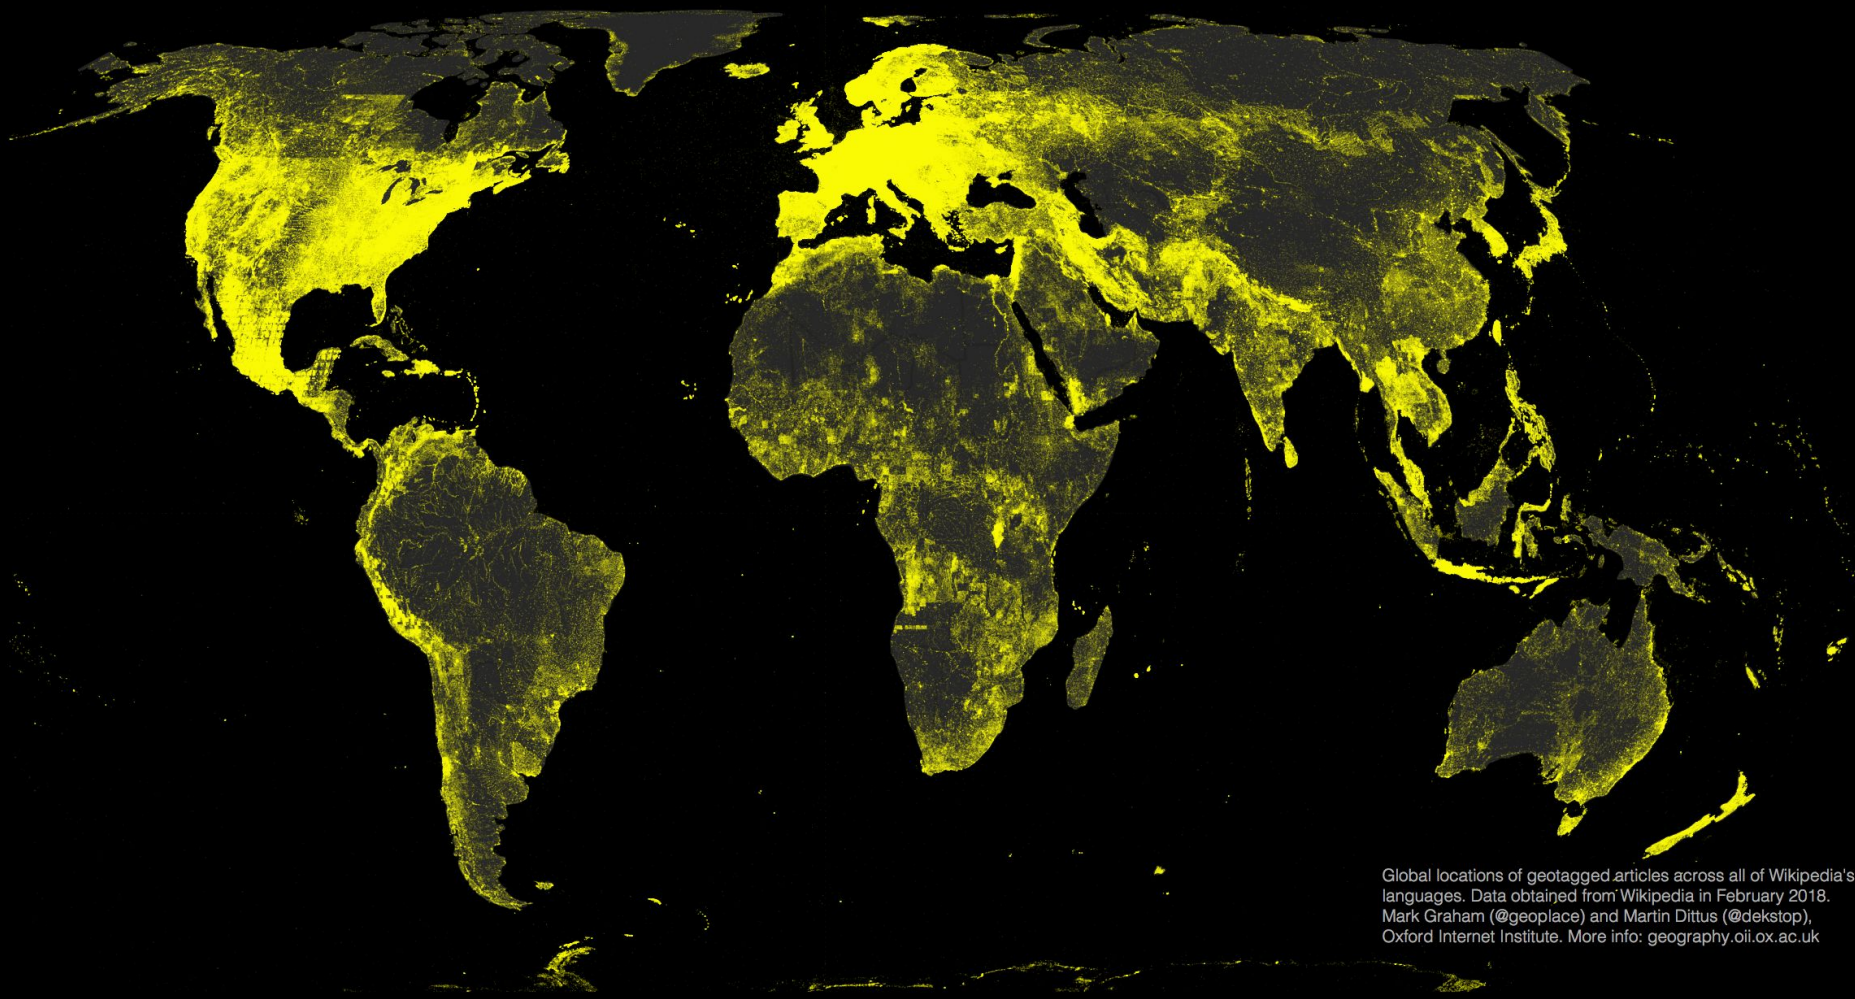 Global locations of geotagged articles across all of Wikipedia's
languages. Data obtained from Wikipedia in February 2018.
Mark Graham (@geoplace) and Martin Dittus (@dekstop),
Oxford Internet Institute. More info: geography.oii.ox.ac.uk